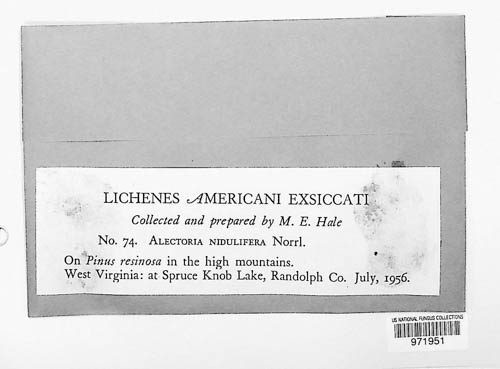 LICHENES AMERICANI EXSICCATI
Collected and prepared by M. E. Hale
No. 74. ALECTORIA NIDULIFERA Norrl.
On Pinus resinosa in the high mountains.
West Virginia: at Spruce Knob Lake, Randolph Co. July, 1956.
US NATIONAL FUNGUS COLLECTIONS
971951